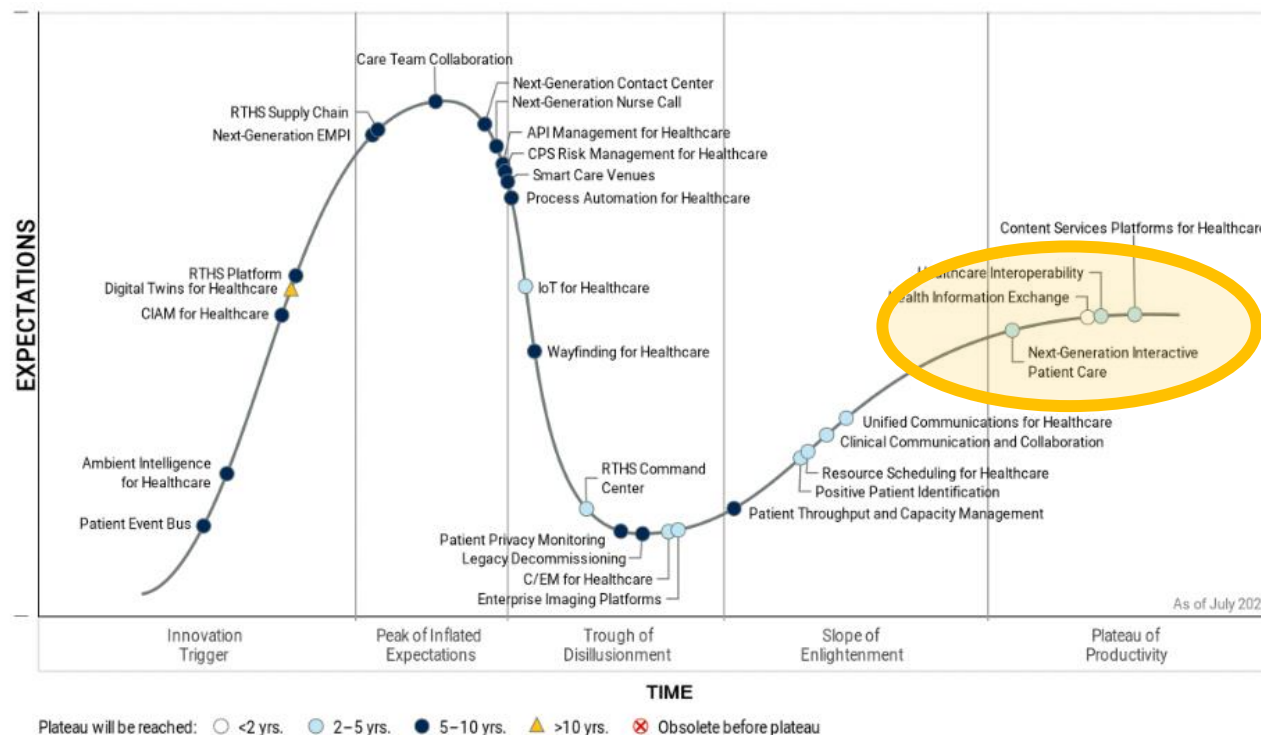 EXPECTATIONS
Care Team Collaboration
RTHS Supply Chain
Next-Generation EMPI
Next-Generation Contact Center
Next-Generation Nurse Call
API Management for Healthcare
CPS Risk Management for Healthcare
Smart Care Venues
Process Automation for Healthcare
RTHS Platform
Digital Twins for Healthcare
CIAM for Healthcare
IoT for Healthcare
Wayfinding for Healthcare
Ambient Intelligence
for Healthcare
Patient Event Bus
RTHS Command
Center
Patient Privacy Monitoring
Legacy Decommissioning
C/EM for Healthcare
Enterprise Imaging Platforms
Content Services Platforms for Healthcare
Healthcare Interoperability
Health Information Exchange
Next-Generation Interactive
Patient Care
Unified Communications for Healthcare
Clinical Communication and Collaboration
Resource Scheduling for Healthcare
Positive Patient Identification
Patient Throughput and Capacity Management
As of July 202
Innovation
Trigger
Peak of Inflated
Expectations
Trough of
Disillusionment
Slope of
Enlightenment
Plateau of
Productivity
TIME
Plateau will be reached: <2 yrs. 2–5 yrs. 5–10 yrs. >10 yrs. Obsolete before plateau